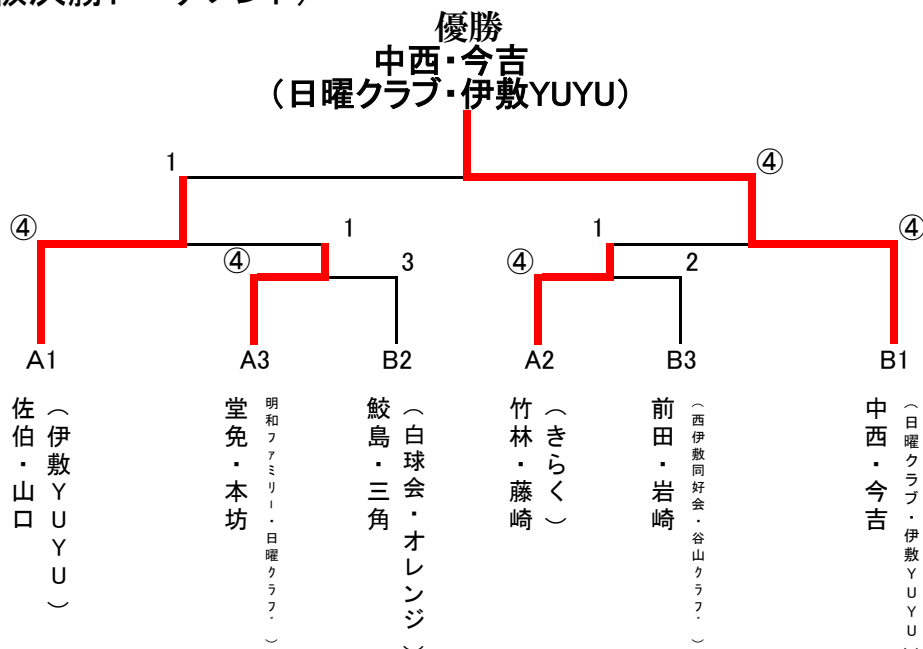 優勝
中西・今吉
(日曜クラブ・伊敷YUYU)
1
④
④
1
1
④
④
3
④
2
A1
A3
B2
A2
B3
B1
佐伯・山口
(伊敷YUYU)
堂免・本坊
明和ファミリー・日曜クラブ)
鮫島・三角
(白球会・オレンジ)
竹林・藤崎
(きらく)
前田・岩崎
(西伊敷同好会・谷山クラブ)
中西・今吉
(日曜クラブ・伊敷YUYU)